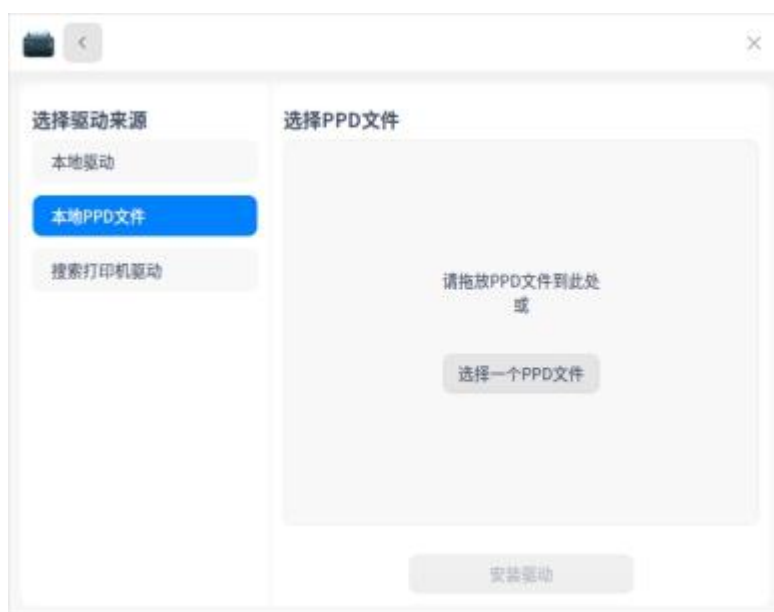 选择驱动来源
本地驱动
本地PPD文件
搜索打印机驱动
选择PPD文件
请拖放PPD文件到此处
或
选择一个PPD文件
安装驱动